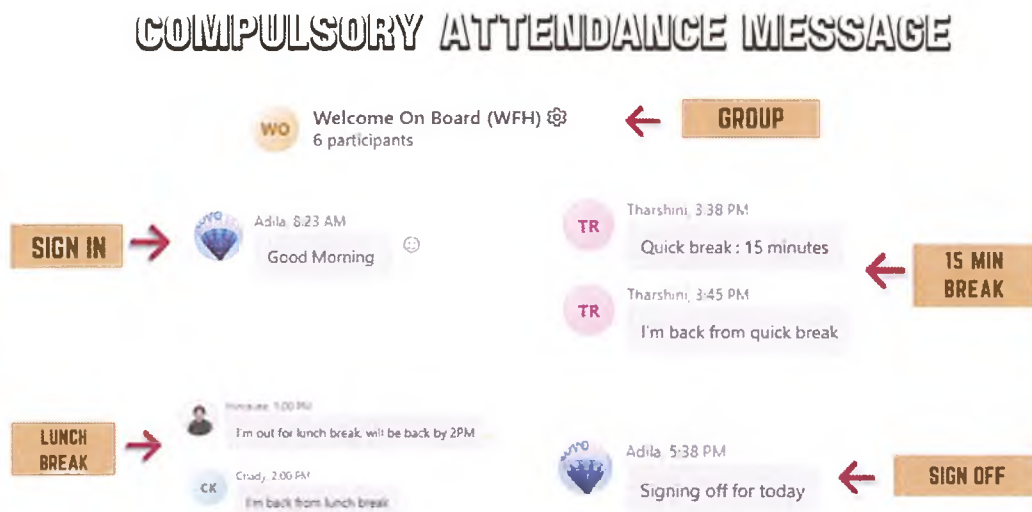 COMPULSORY ATTENDANCE MESSAGE
WO
Welcome On Board (WFH)
6 participants
GROUP
SIGN IN
Adila, 8:23 AM
Good Morning
TR
Tharshini, 3:38 PM
Quick break : 15 minutes
TR
Tharshini, 3:45 PM
I'm back from quick break
15 MIN
BREAK
LUNCH
BREAK
1:00 PM
I'm out for lunch break, will be back by 2PM
CK
2:00 PM
I'm back from lunch break
Adila, 5:38 PM
Signing off for today
SIGN OFF